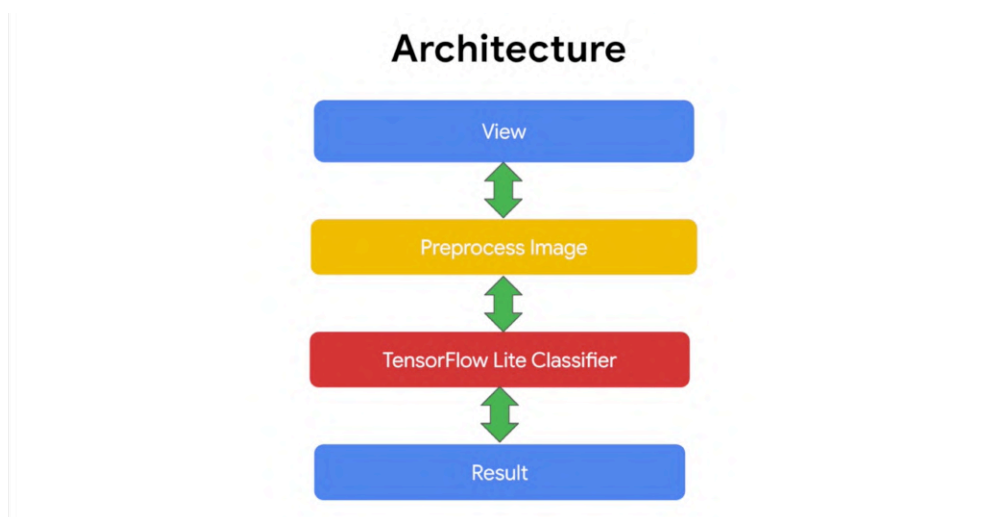 Architecture
View
Preprocess Image
TensorFlow Lite Classifier
Result